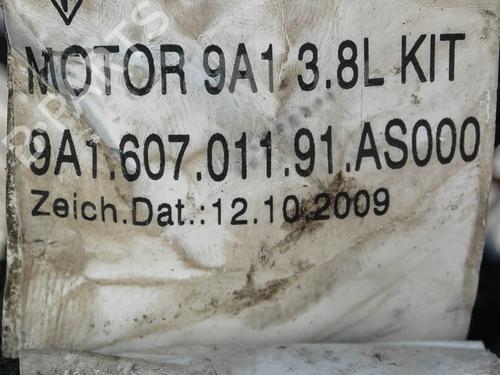 MOTOR 9A1 3.8L KIT
9A1.607.011.91.AS000
Zeich.Dat.:12.10.2009